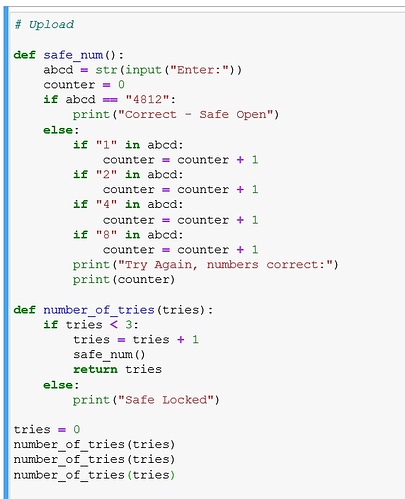 # Upload
def safe_num():
    abcd = str(input("Enter:"))
    counter = 0
    if abcd == "4812":
        print("Correct - Safe Open")
    else:
        if "1" in abcd:
            counter = counter + 1
        if "2" in abcd:
            counter = counter + 1
        if "4" in abcd:
            counter = counter + 1
        if "8" in abcd:
            counter = counter + 1
        print("Try Again, numbers correct:")
        print(counter)
def number_of_tries(tries):
    if tries < 3:
        tries = tries + 1
        safe_num()
        return tries
    else:
        print("Safe Locked")
tries = 0
number_of_tries(tries)
number_of_tries(tries)
number_of_tries(tries)